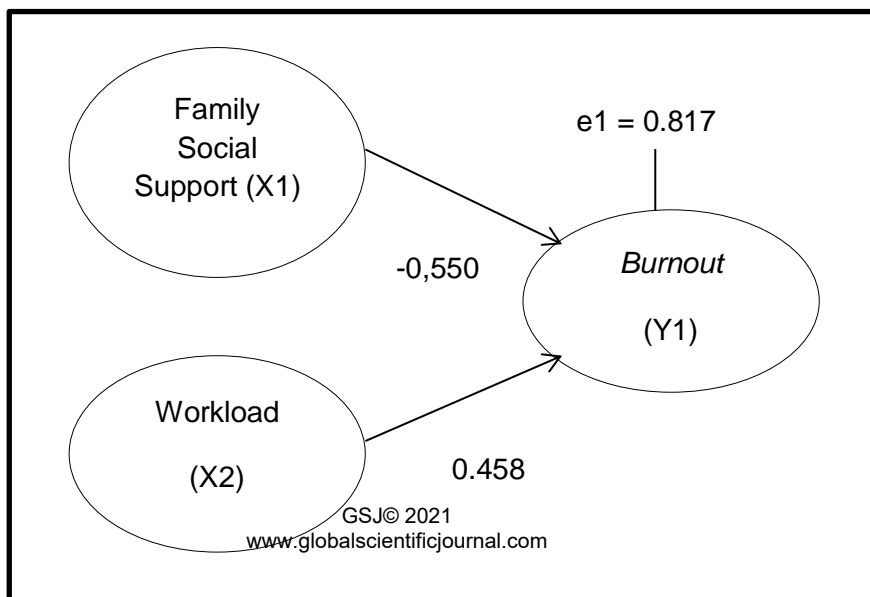 Family
Social
Support (X1)
e1 = 0.817
Burnout
(Y1)
-0,550
Workload
(X2)
0.458
GSJ© 2021
www.globalscientificjournal.com